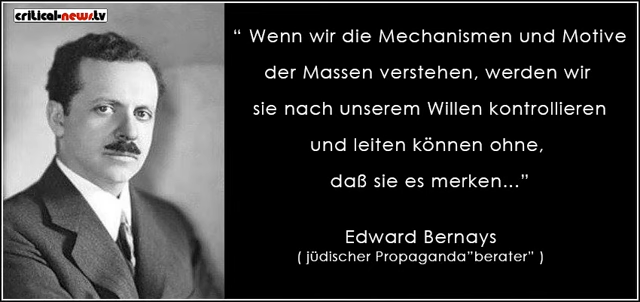 critical-news.tv
“ Wenn wir die Mechanismen und Motive
der Massen verstehen, werden wir
sie nach unserem Willen kontrollieren
und leiten können ohne,
daß sie es merken...”
Edward Bernays
( jüdischer Propaganda”berater” )